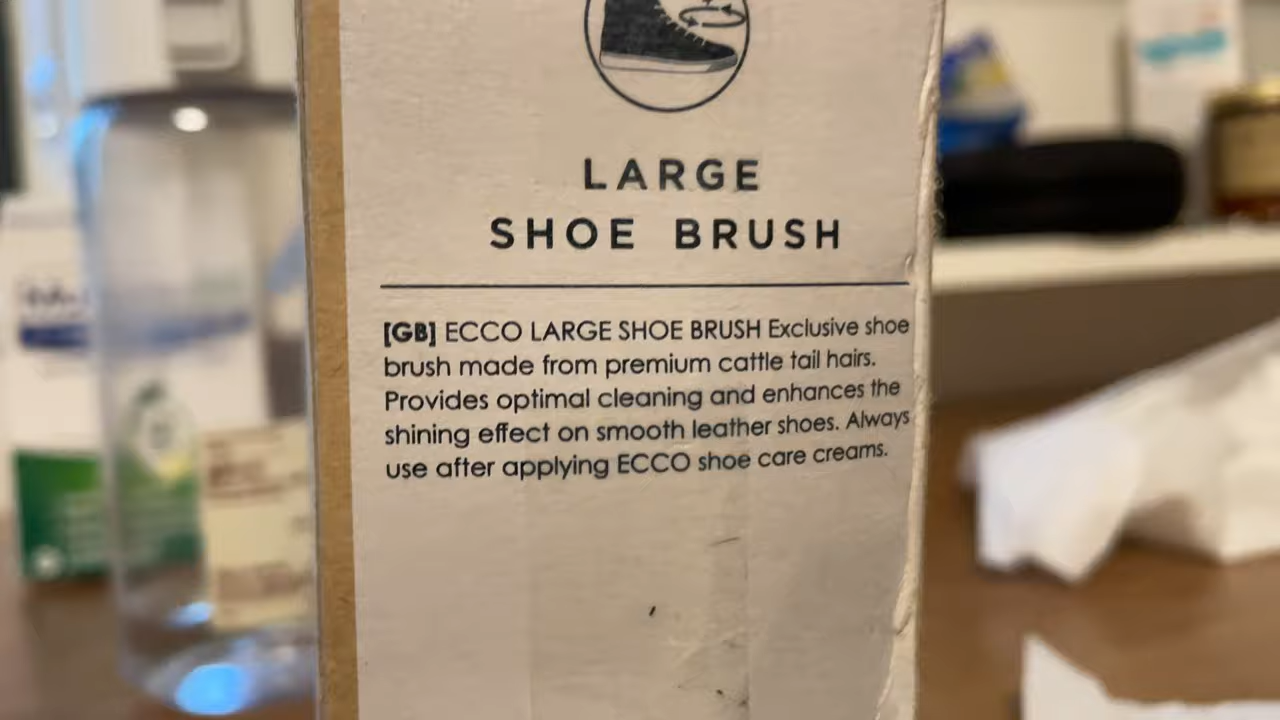 LARGE
SHOE BRUSH
[GB] ECCO LARGE SHOE BRUSH Exclusive shoe
brush made from premium cattle tail hairs.
Provides optimal cleaning and enhances the
shining effect on smooth leather shoes. Always
use after applying ECCO shoe care creams.